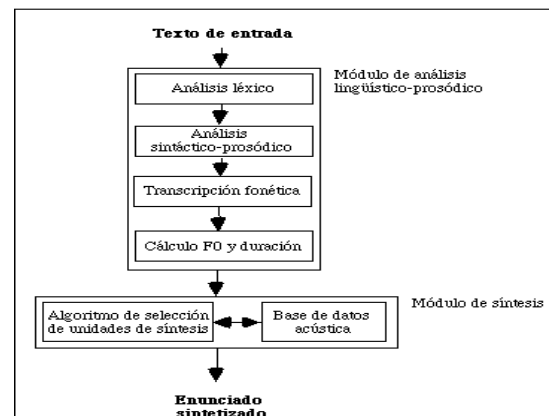 Texto de entrada
Módulo de análisis
lingüístico-prosódico
Análisis léxico
Análisis
sintáctico-prosódico
Transcripción fonética
Cálculo F0 y duración
Módulo de síntesis
Algoritmo de selección
de unidades de síntesis
Base de datos
acústica
Enunciado
sintetizado